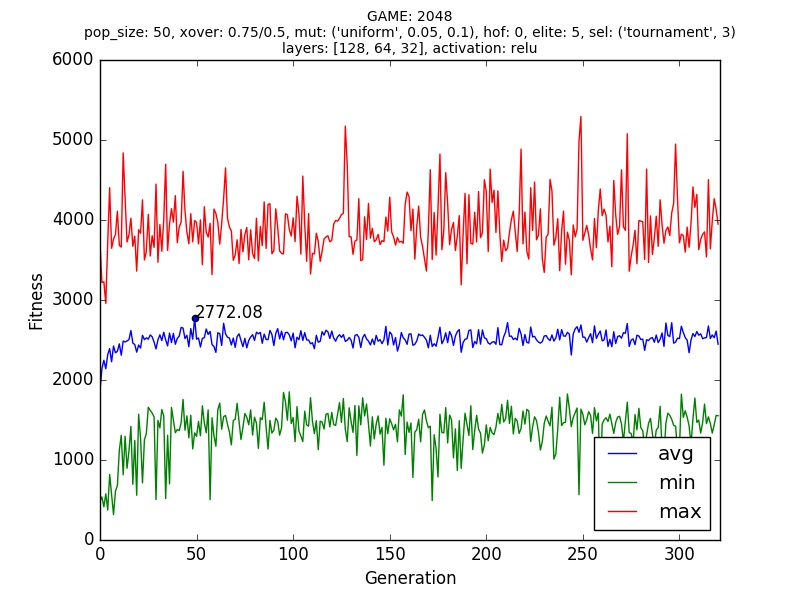 GAME: 2048
pop_size: 50, xover: 0.75/0.5, mut: ('uniform', 0.05, 0.1), hof: 0, elite: 5, sel: ('tournament', 3)
layers: [128, 64, 32], activation: relu
6000
5000
4000
3000
2000
1000
0
Fitness
2772.08
avg
min
max
0 50 100 150 200 250 300
Generation